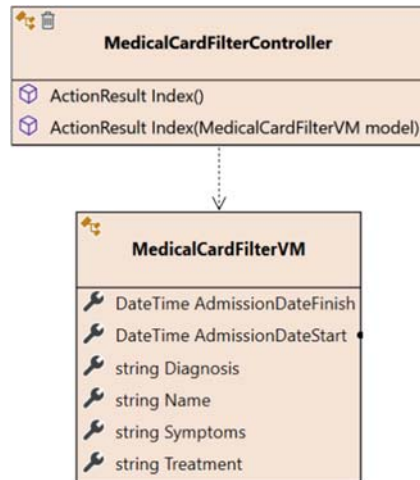 MedicalCardFilterController
ActionResult Index()
ActionResult Index(MedicalCardFilterVM model)
MedicalCardFilterVM
DateTime AdmissionDateFinish
DateTime AdmissionDateStart
string Diagnosis
string Name
string Symptoms
string Treatment